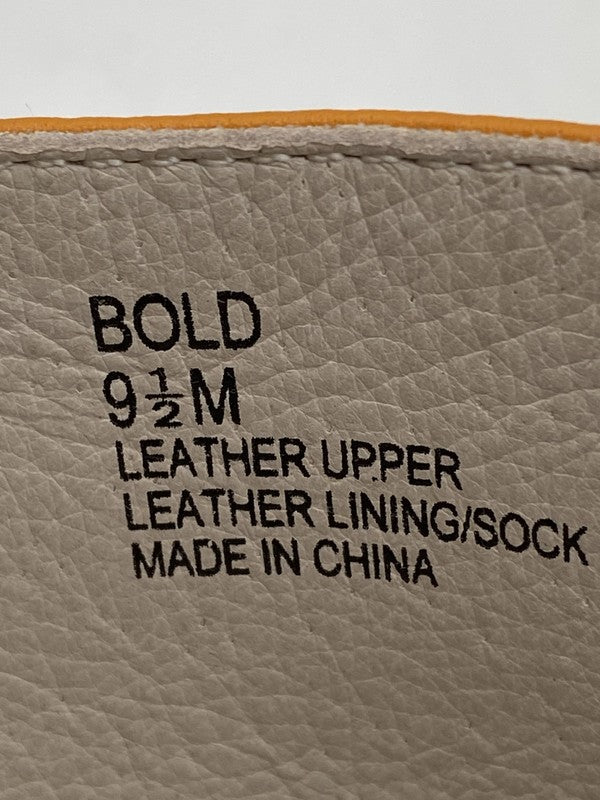 BOLD
9½M
LEATHER UPPER
LEATHER LINING/SOCK
MADE IN CHINA